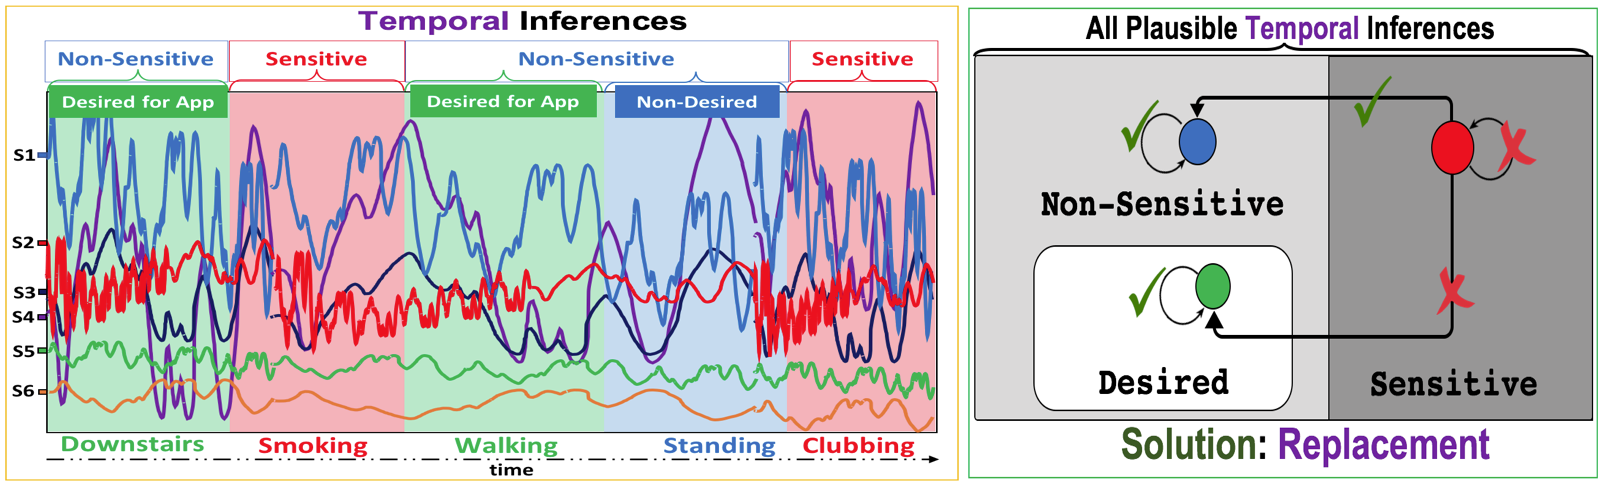 Temporal Inferences
Non-Sensitive
Sensitive
Non-Sensitive
Sensitive
Desired for App
Desired for App
Non-Desired
S1
S2
S3
S4
S5
S6
Downstairs
Smoking
Walking
Standing
Clubbing
time
All Plausible Temporal Inferences
Non-Sensitive
Desired
Sensitive
Solution: Replacement